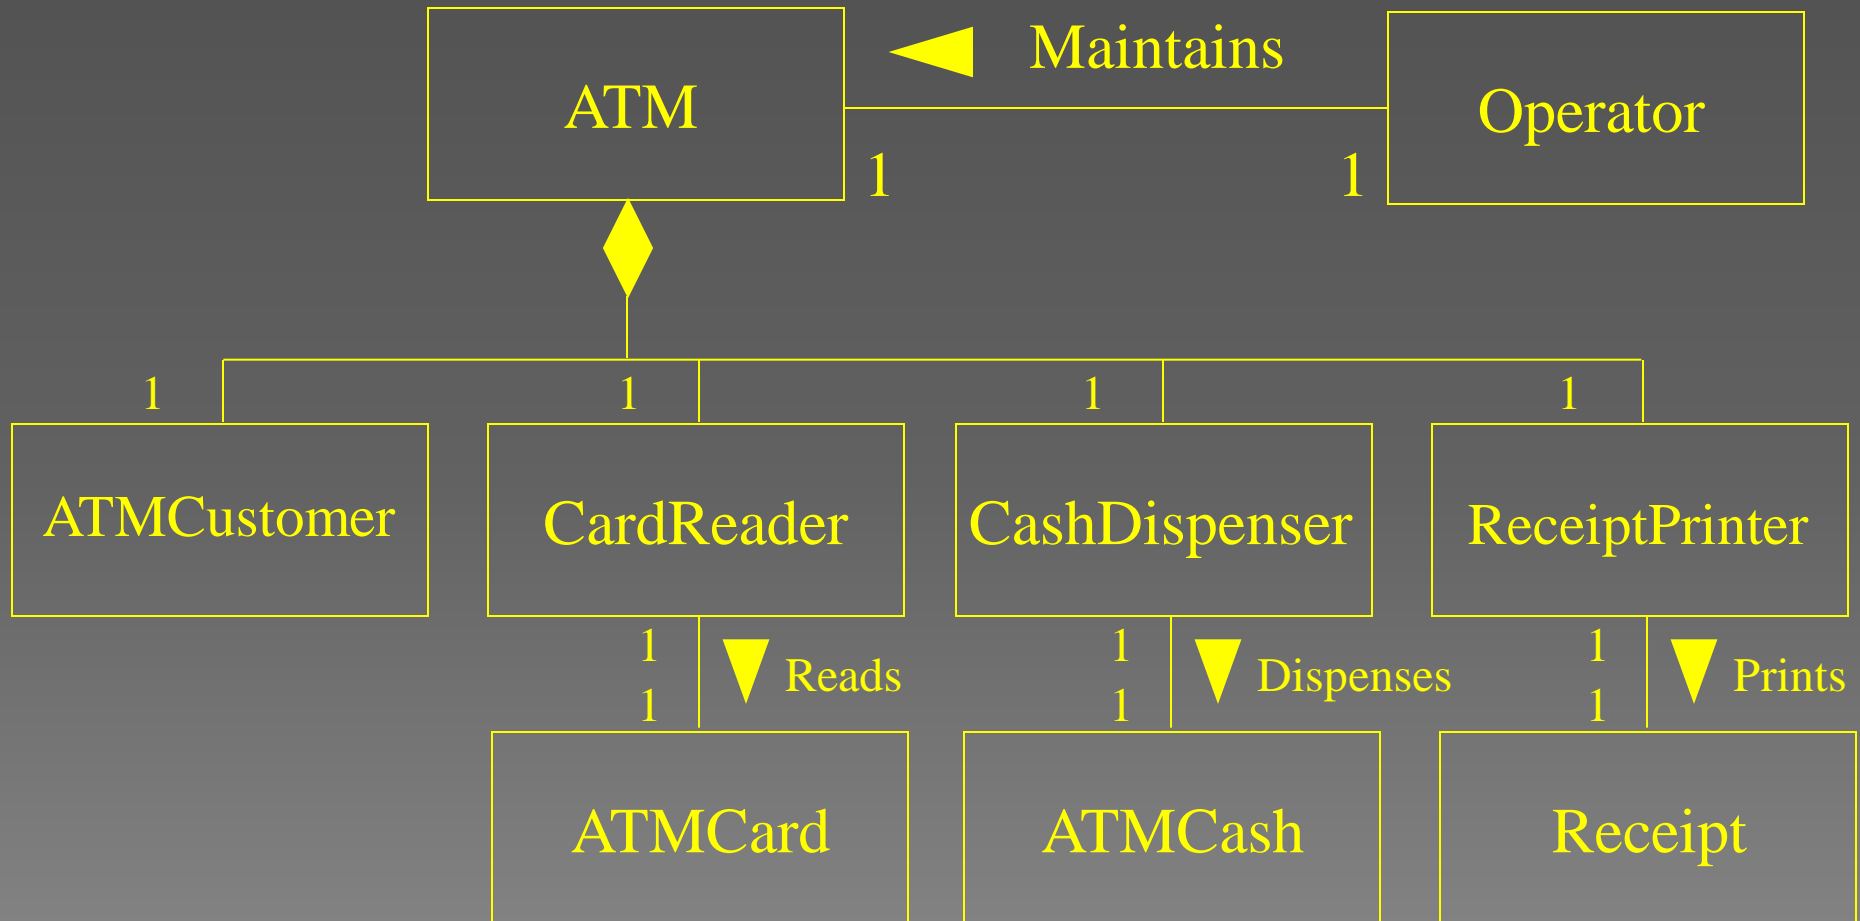 Maintains
ATM
Operator
1 1
1 1 1 1
ATMCustomer
CardReader
CashDispenser
ReceiptPrinter
1 1 1
Reads
Dispenses
Prints
1 1 1
ATMCard
ATMCash
Receipt